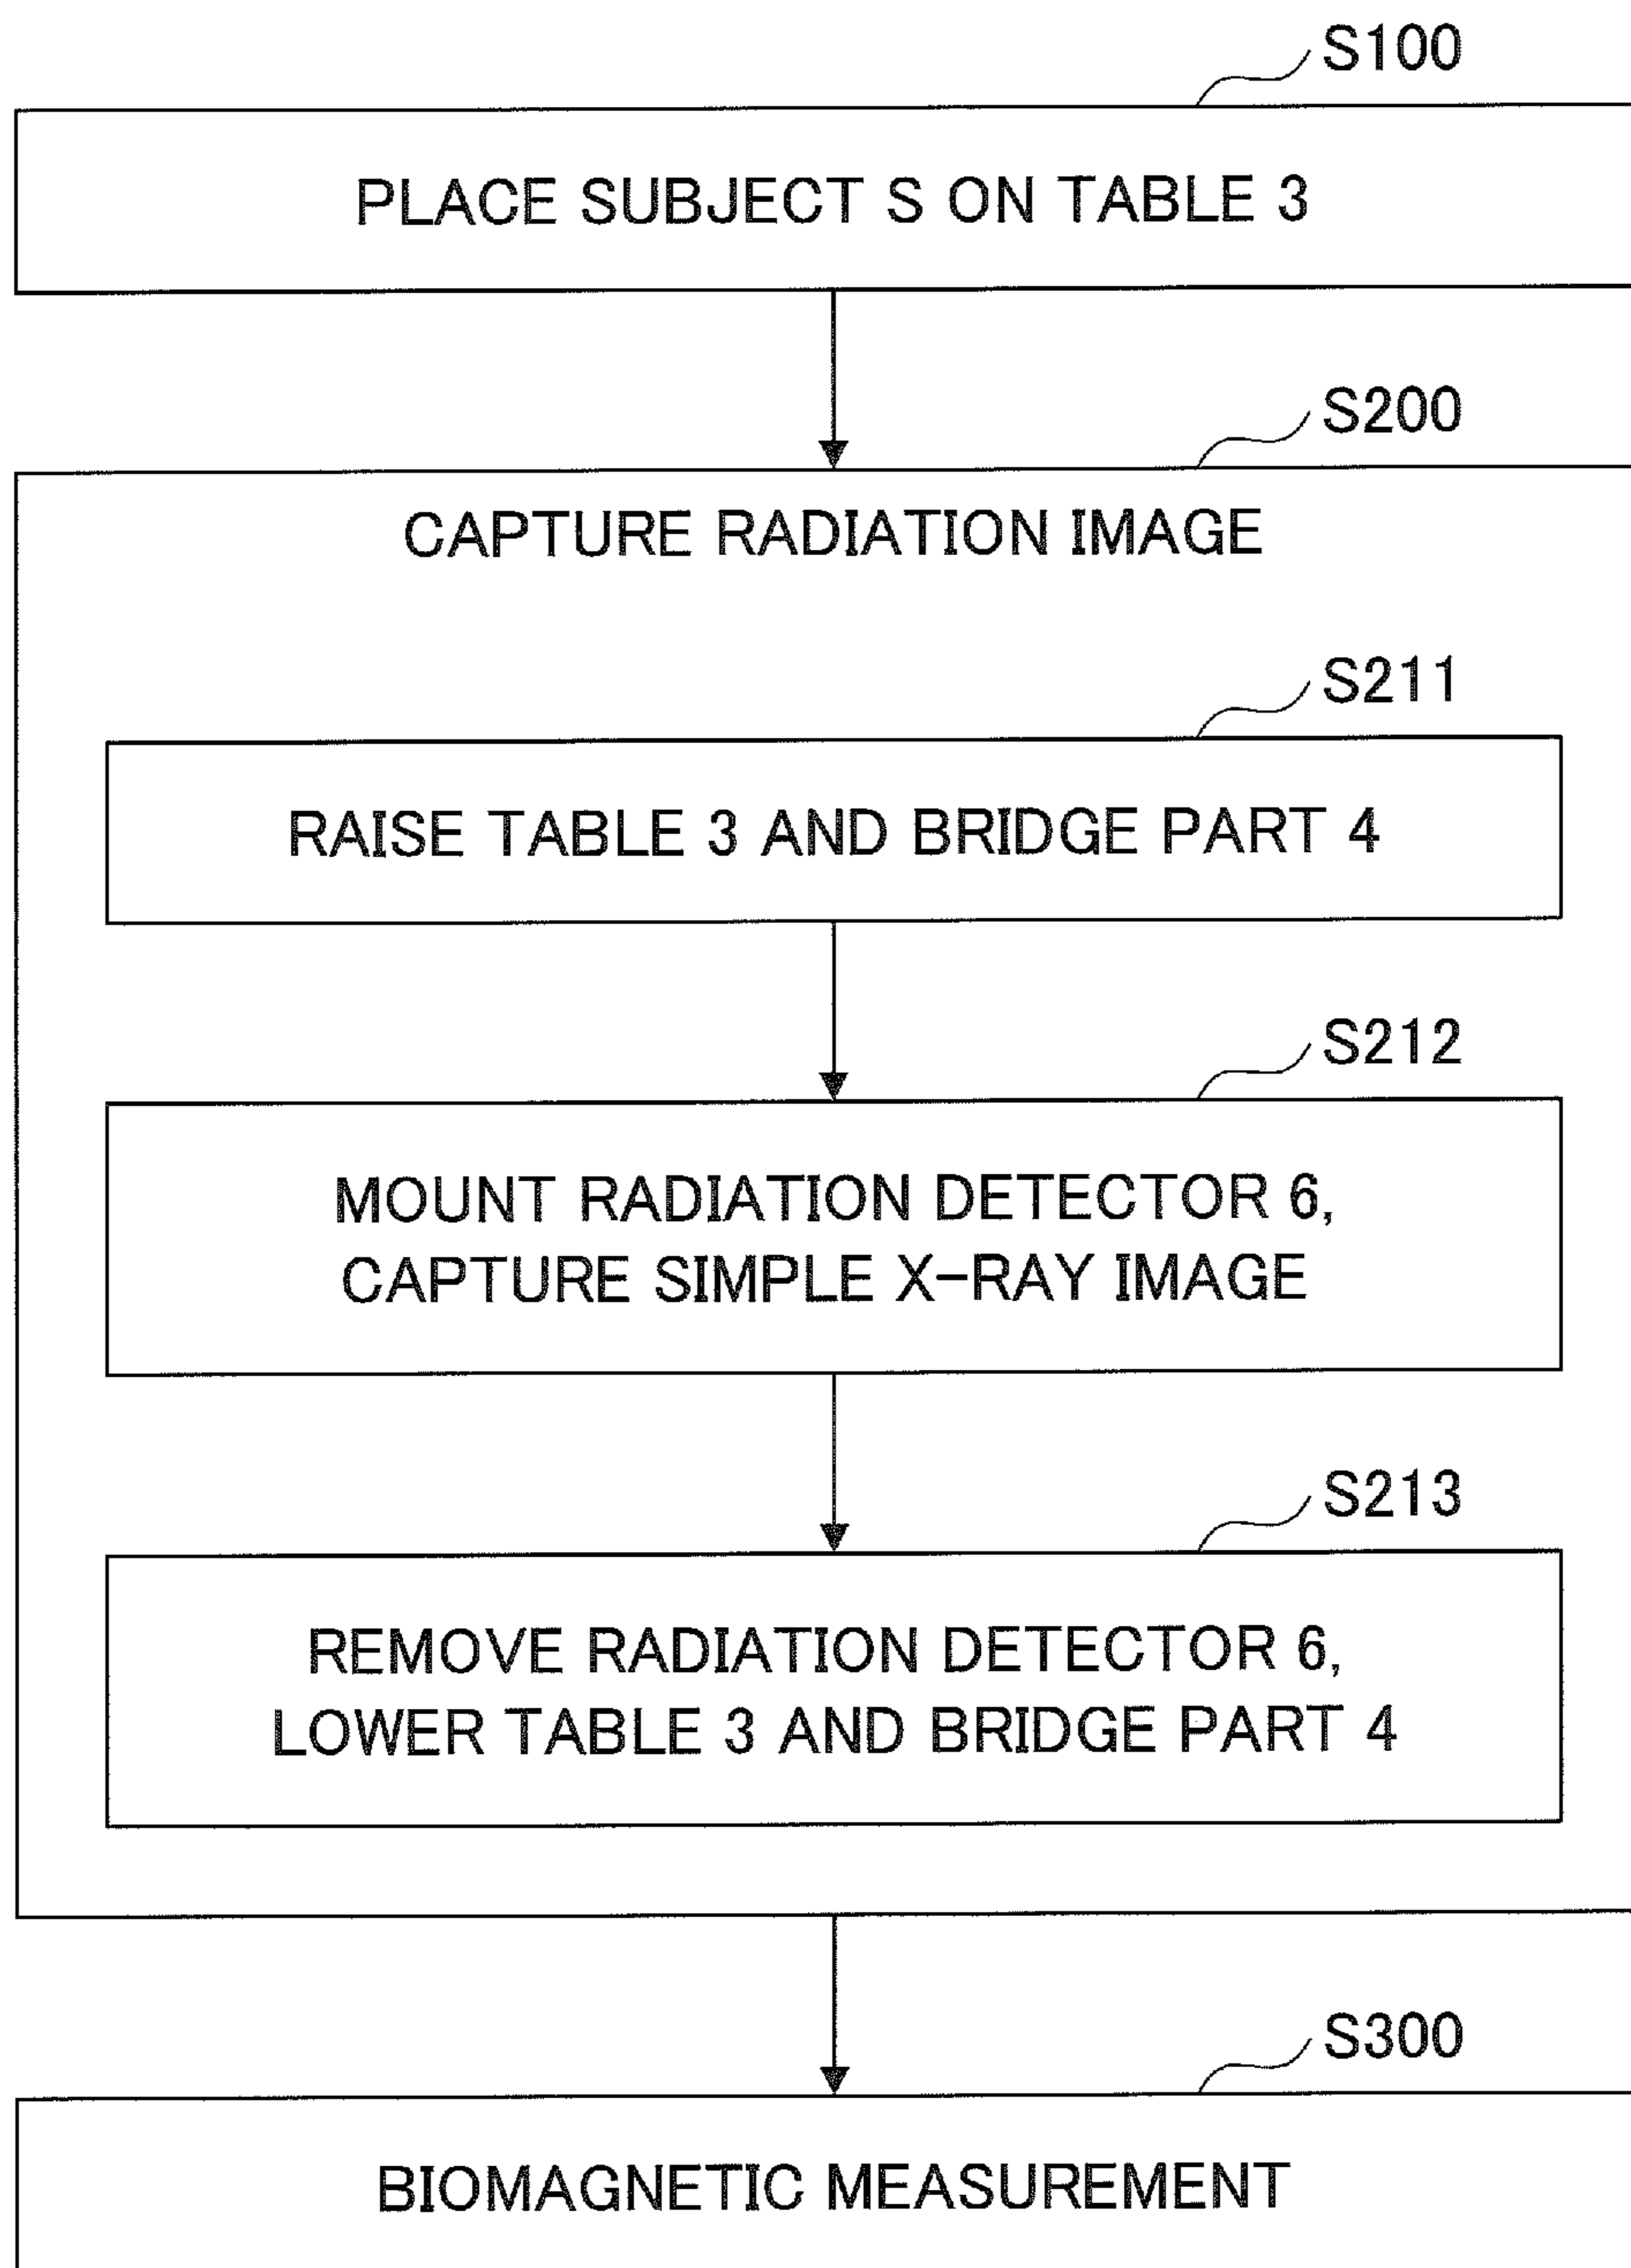 S100
PLACE SUBJECT S ON TABLE 3
S200
CAPTURE RADIATION IMAGE
S211
RAISE TABLE 3 AND BRIDGE PART 4
S212
MOUNT RADIATION DETECTOR 6,
CAPTURE SIMPLE X-RAY IMAGE
S213
REMOVE RADIATION DETECTOR 6,
LOWER TABLE 3 AND BRIDGE PART 4
S300
BIOMAGNETIC MEASUREMENT